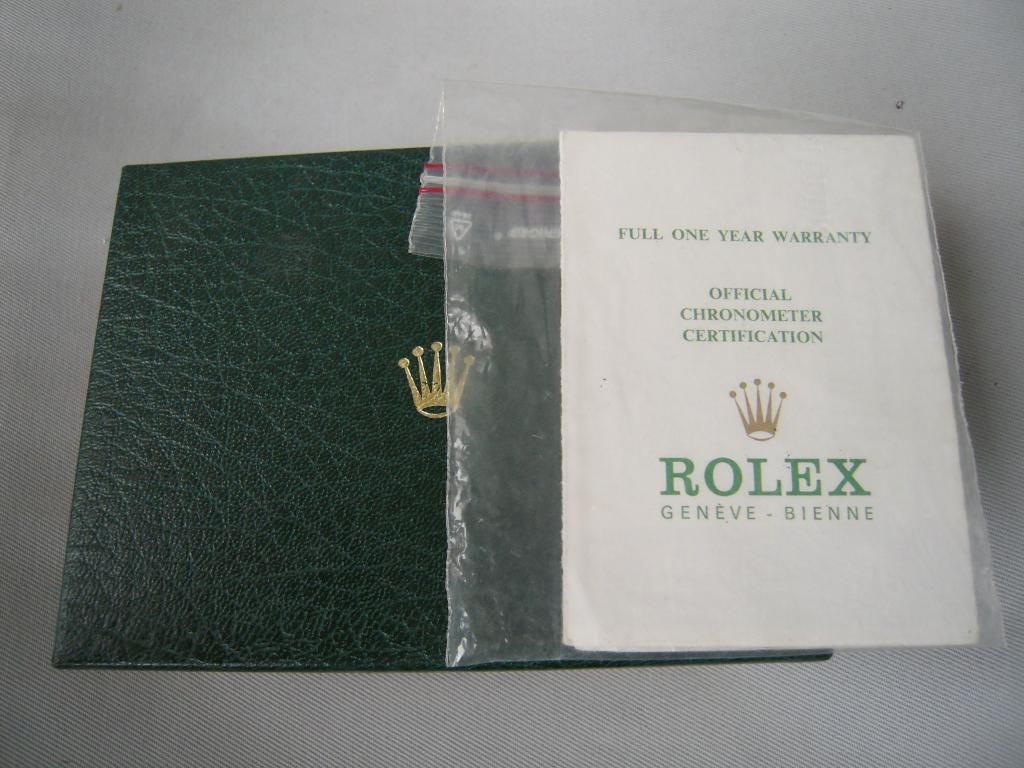 FULL ONE YEAR WARRANTY
OFFICIAL
CHRONOMETER
CERTIFICATION
ROLEX
GENÈVE - BIENNE